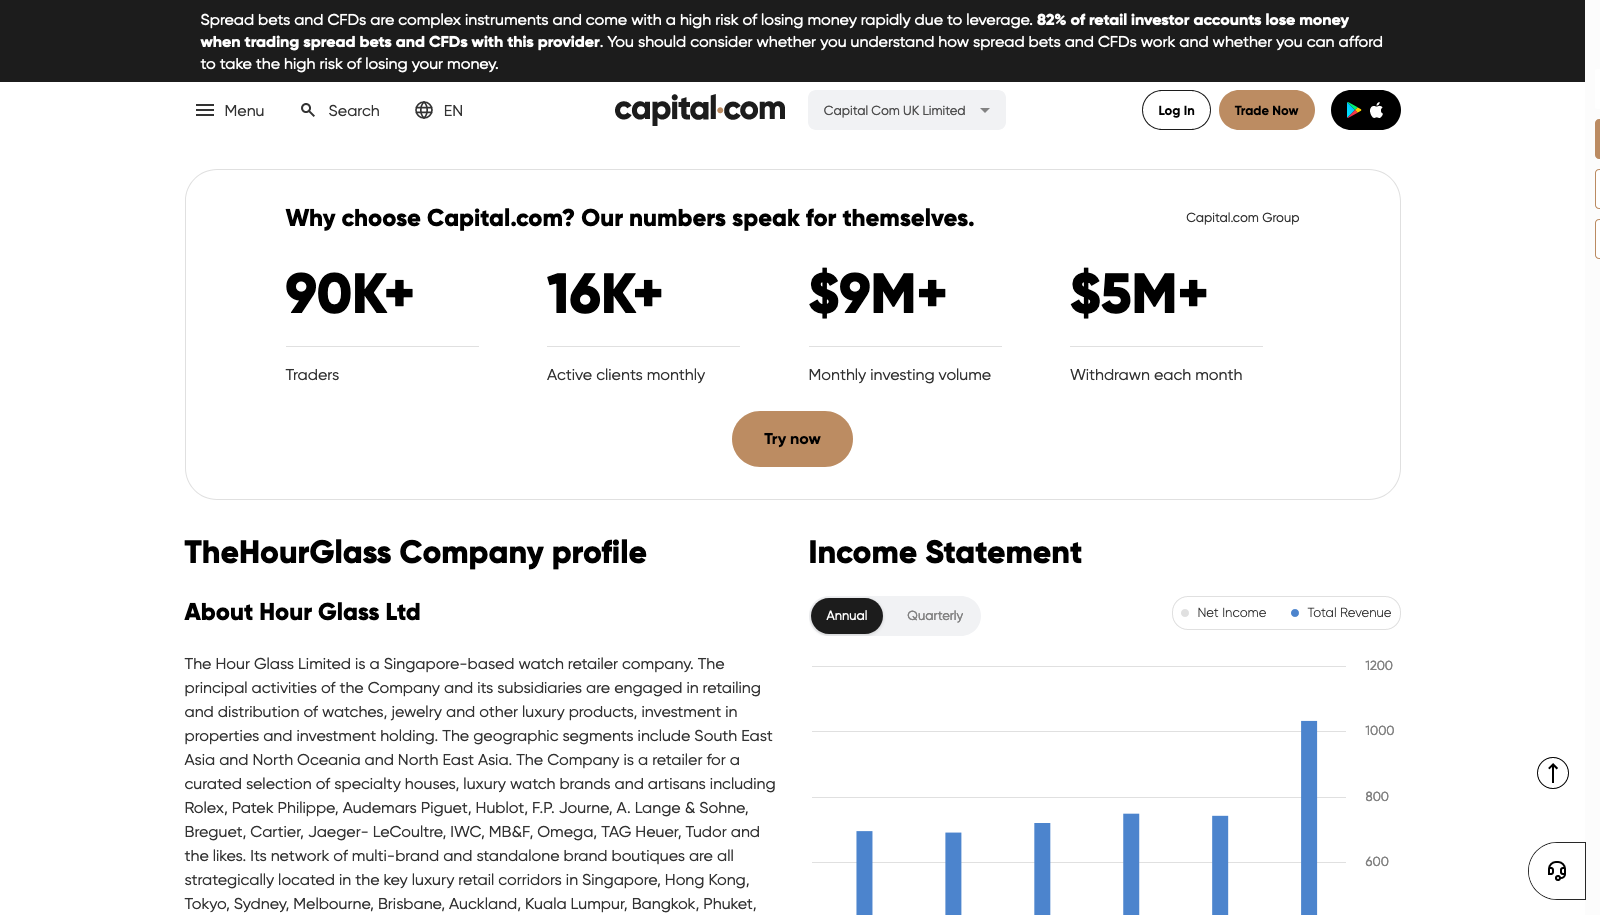 Spread bets and CFDs are complex instruments and come with a high risk of losing money rapidly due to leverage. 82% of retail investor accounts lose money
when trading spread bets and CFDs with this provider. You should consider whether you understand how spread bets and CFDs work and whether you can afford
to take the high risk of losing your money.
Menu
Search
EN
capital.com
Capital Com UK Limited
Log In
Trade Now
Why choose Capital.com? Our numbers speak for themselves.
Capital.com Group
90K+
16K+
$9M+
$5M+
Traders
Active clients monthly
Monthly investing volume
Withdrawn each month
Try now
TheHourGlass Company profile
About Hour Glass Ltd
The Hour Glass Limited is a Singapore-based watch retailer company. The
principal activities of the Company and its subsidiaries are engaged in retailing
and distribution of watches, jewelry and other luxury products, investment in
properties and investment holding. The geographic segments include South East
Asia and North Oceania and North East Asia. The Company is a retailer for a
curated selection of specialty houses, luxury watch brands and artisans including
Rolex, Patek Philippe, Audemars Piguet, Hublot, F.P. Journe, A. Lange & Sohne,
Breguet, Cartier, Jaeger- LeCoultre, IWC, MB&F, Omega, TAG Heuer, Tudor and
the likes. Its network of multi-brand and standalone brand boutiques are all
strategically located in the key luxury retail corridors in Singapore, Hong Kong,
Tokyo, Sydney, Melbourne, Brisbane, Auckland, Kuala Lumpur, Bangkok, Phuket,
Income Statement
Annual
Quarterly
Net Income
Total Revenue
1200
1000
800
600